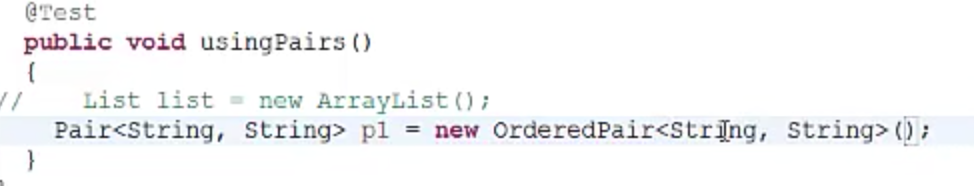 @Test
public void usingPairs()
{
//    List list = new ArrayList();
Pair<String, String> p1 = new OrderedPair<String, String>();
}